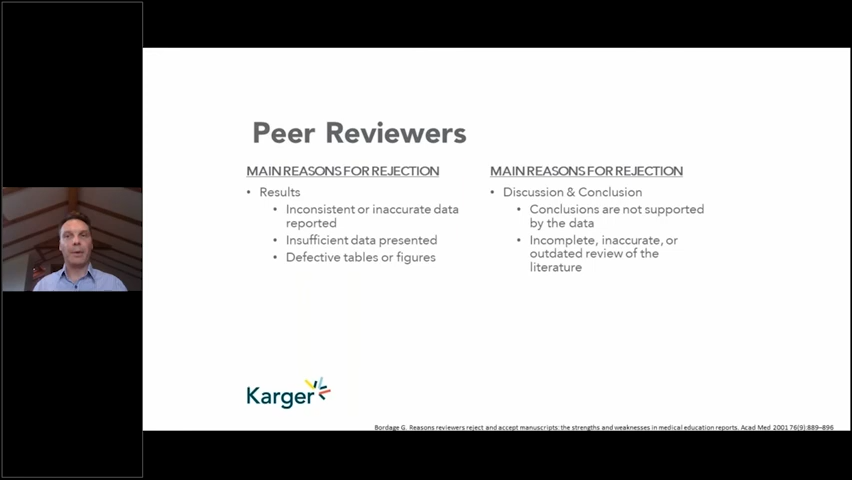 Peer Reviewers
MAIN REASONS FOR REJECTION
• Results
• Inconsistent or inaccurate data
reported
• Insufficient data presented
• Defective tables or figures
MAIN REASONS FOR REJECTION
• Discussion & Conclusion
• Conclusions are not supported
by the data
• Incomplete, inaccurate, or
outdated review of the
literature
Karger
Bordage G. Reasons reviewers reject and accept manuscripts: the strengths and weaknesses in medical education reports. Acad Med 2001 76(9):889–896